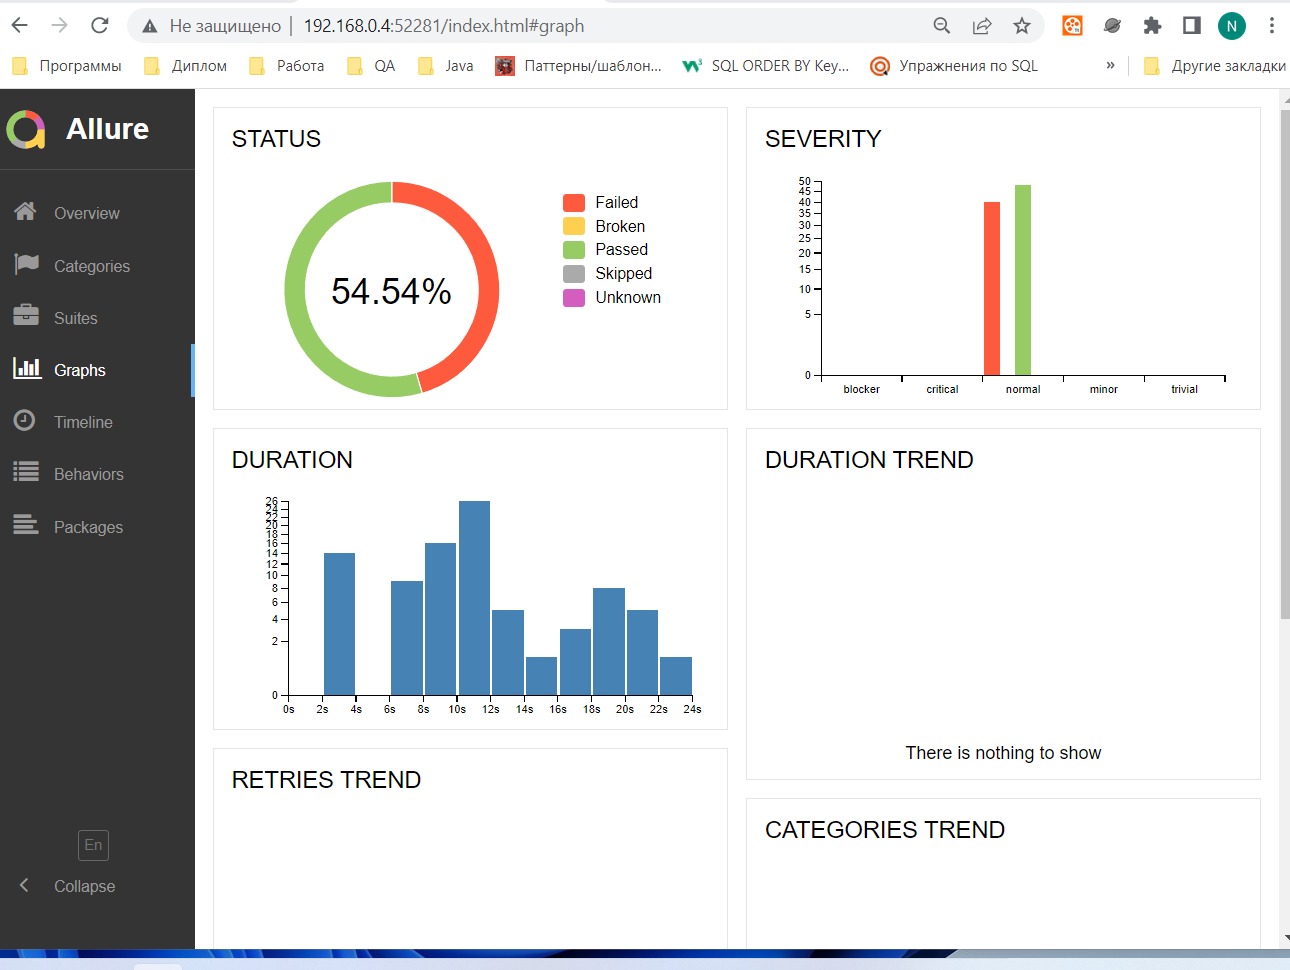 Не защищено | 192.168.0.4:52281/index.html#graph
N
Программы Диплом Работа QA Java Паттерны/шаблон... SQL ORDER BY Key... Упражнения по SQL » Другие закладки
Allure
Overview
Categories
Suites
Graphs
Timeline
Behaviors
Packages
En
Collapse
STATUS
54.54%
Failed
Broken
Passed
Skipped
Unknown
SEVERITY
50
45
40
35
30
25
20
15
10
5
0
blocker critical normal minor trivial
DURATION
26
24
22
20
18
16
14
12
10
8
6
4
2
0
0s 2s 4s 6s 8s 10s 12s 14s 16s 18s 20s 22s 24s
DURATION TREND
There is nothing to show
RETRIES TREND
CATEGORIES TREND